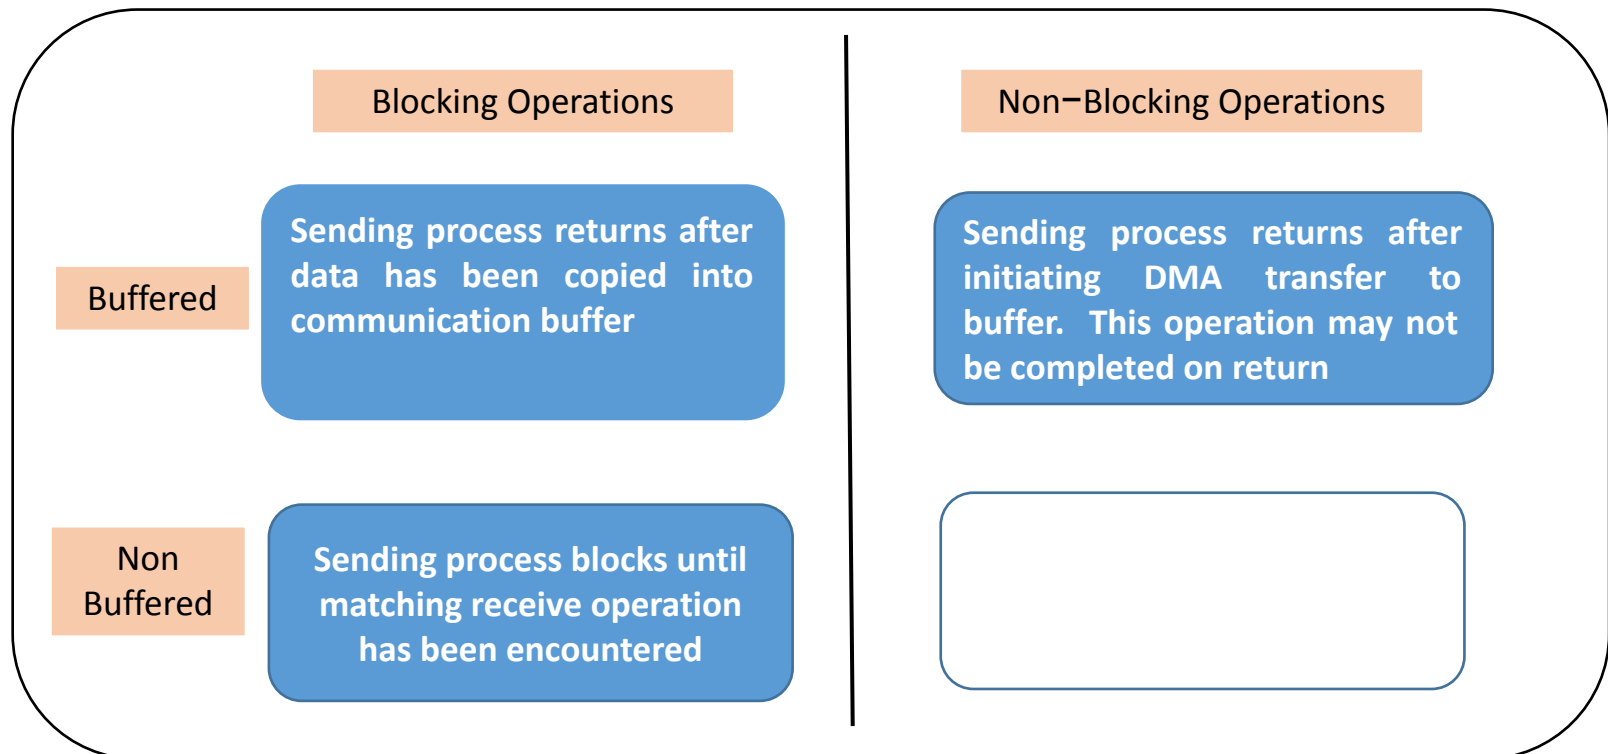 Blocking Operations
Non−Blocking Operations
Buffered
Sending process returns after
data has been copied into
communication buffer
Sending process returns after
initiating DMA transfer to
buffer. This operation may not
be completed on return
Non
Buffered
Sending process blocks until
matching receive operation
has been encountered